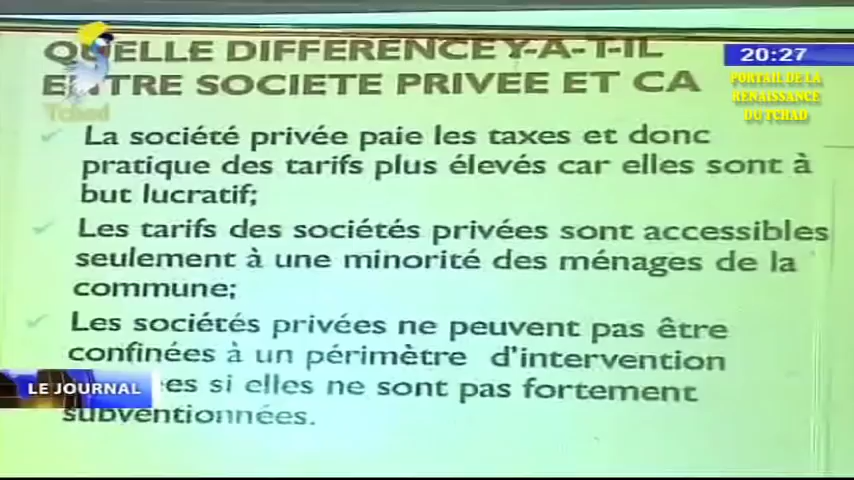 QUELLE DIFFERENCE Y-A-T-IL
ENTRE SOCIETE PRIVEE ET CA
Tchad
20:27
PORTAIL DE LA
RENAISSANCE
DU TCHAD
La société privée paie les taxes et donc
pratique des tarifs plus élevés car elles sont à
but lucratif;
Les tarifs des sociétés privées sont accessibles
seulement à une minorité des ménages de la
commune;
Les sociétés privées ne peuvent pas être
confinées à un périmètre d'intervention
si elles ne sont pas fortement
subventionnées.
LE JOURNAL